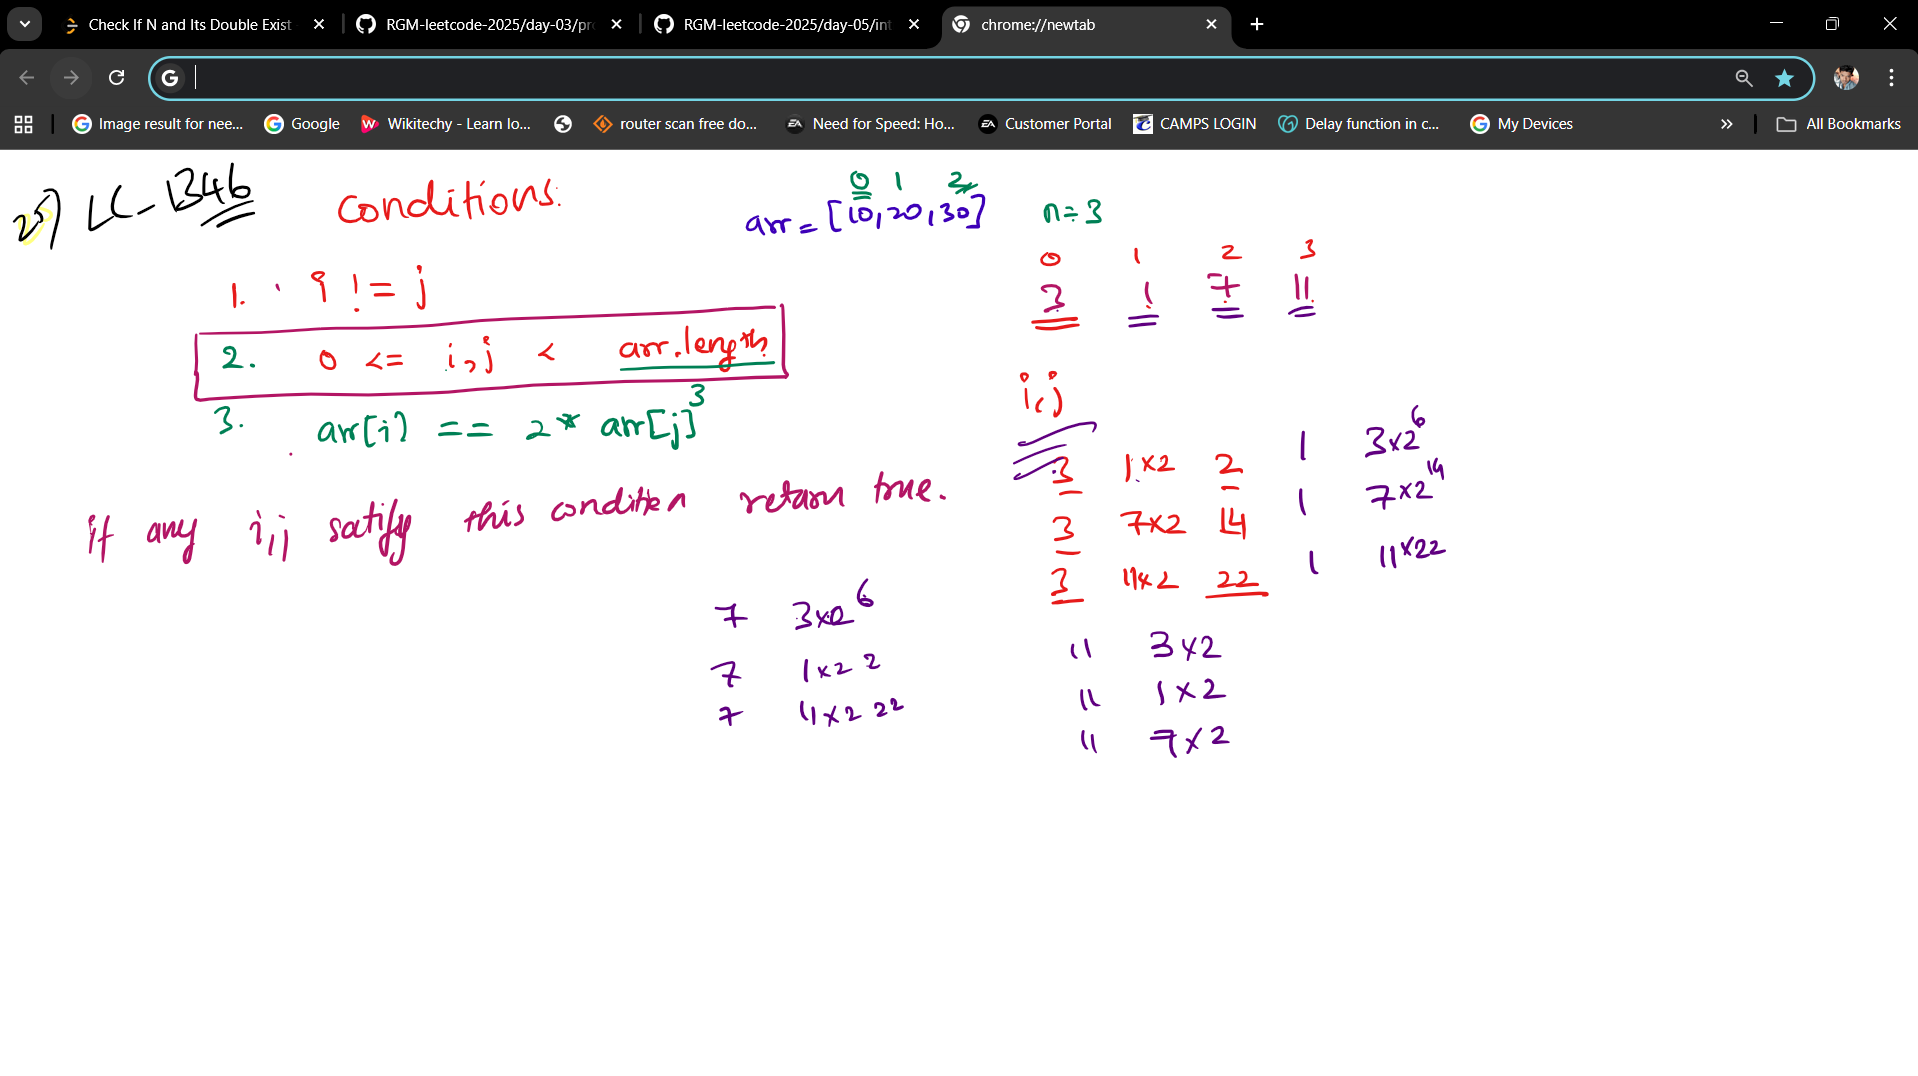 Check If N and Its Double Exist
RGM-leetcode-2025/day-03/pr
RGM-leetcode-2025/day-05/int
chrome://newtab
Image result for nee...
Google
Wikitechy - Learn lo...
router scan free do...
Need for Speed: Ho...
Customer Portal
CAMPS LOGIN
Delay function in c...
My Devices
All Bookmarks
25) LC-1346
conditions:
0 1 2
arr = [10,20,30]
n=3
1. i != j
2. 0 <= i,j < arr.length
3. arr[i] == 2* arr[j] 3
if any i,j satify this condition return true.
0 1 2 3
3 1 7 11
i,j
3 1x2 2
3 7x2 14
3 11x2 22
1 3x2 6
1 7x2 14
1 11x22
7 3x2 6
7 1x2 2
7 11x2 22
11 3x2
11 1x2
11 7x2